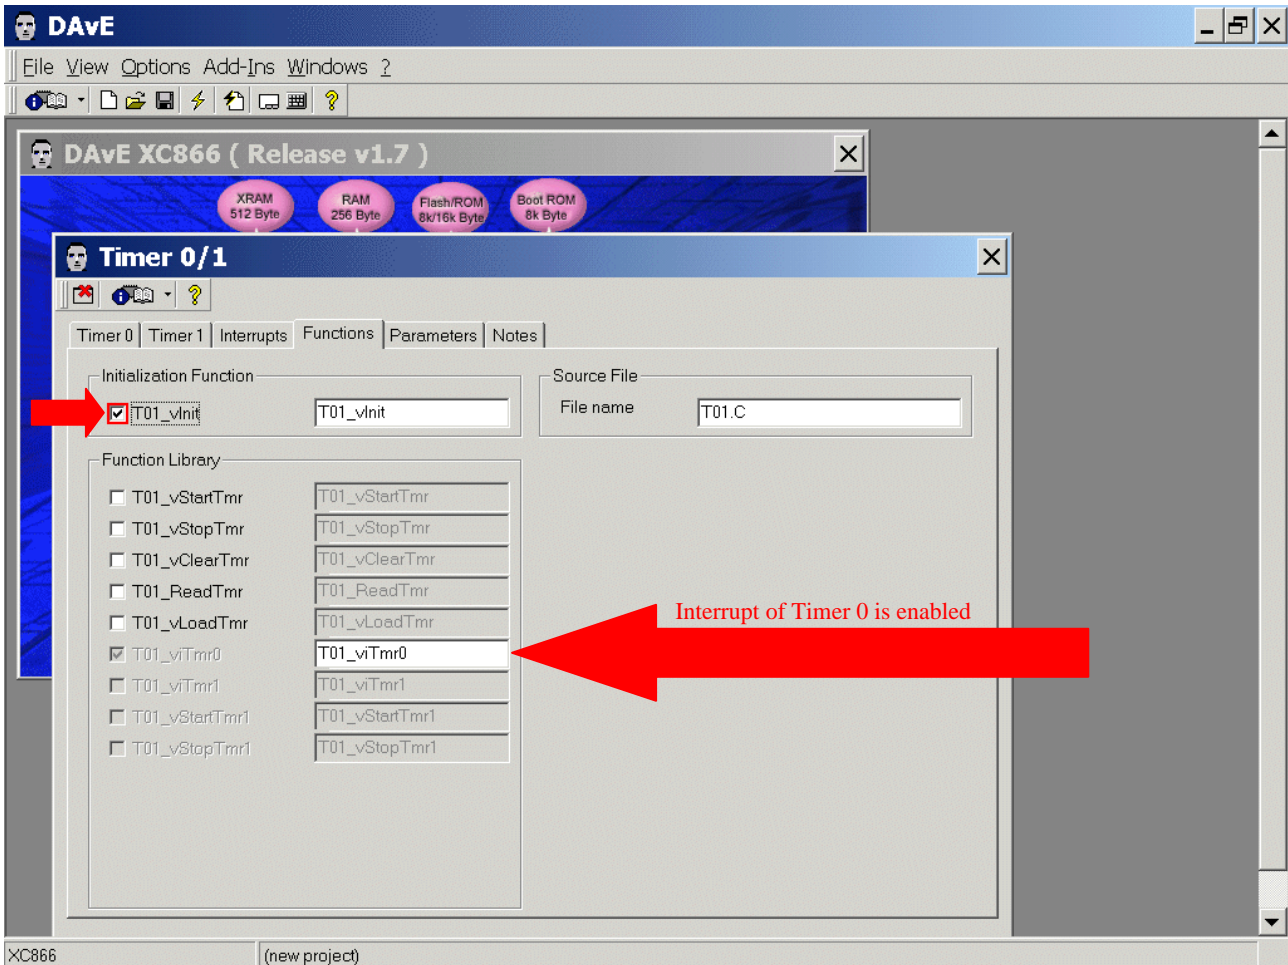 DAvE
File View Options Add-Ins Windows ?
DAvE XC866 ( Release v1.7 )
XRAM 512 Byte
RAM 256 Byte
Flash/ROM 8k/16k Byte
Boot ROM 8k Byte
Timer 0/1
Timer 0 Timer 1 Interrupts Functions Parameters Notes
Initialization Function
T01_vInit T01_vInit
Source File
File name T01.C
Function Library
T01_vStartTmr T01_vStartTmr
T01_vStopTmr T01_vStopTmr
T01_vClearTmr T01_vClearTmr
T01_ReadTmr T01_ReadTmr
T01_vLoadTmr T01_vLoadTmr
Interrupt of Timer 0 is enabled
T01_viTmr0 T01_viTmr0
T01_viTmr1 T01_viTmr1
T01_vStartTmr1 T01_vStartTmr1
T01_vStopTmr1 T01_vStopTmr1
XC866 (new project)